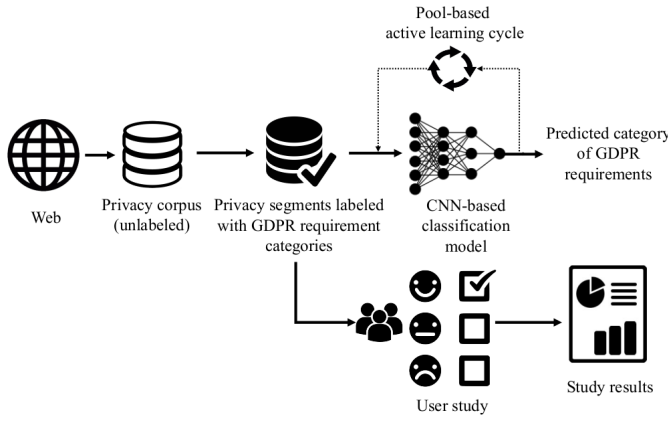 Pool-based
active learning cycle
Predicted category
of GDPR
requirements
Web
Privacy corpus
(unlabeled)
Privacy segments labeled
with GDPR requirement
categories
CNN-based
classification
model
User study
Study results